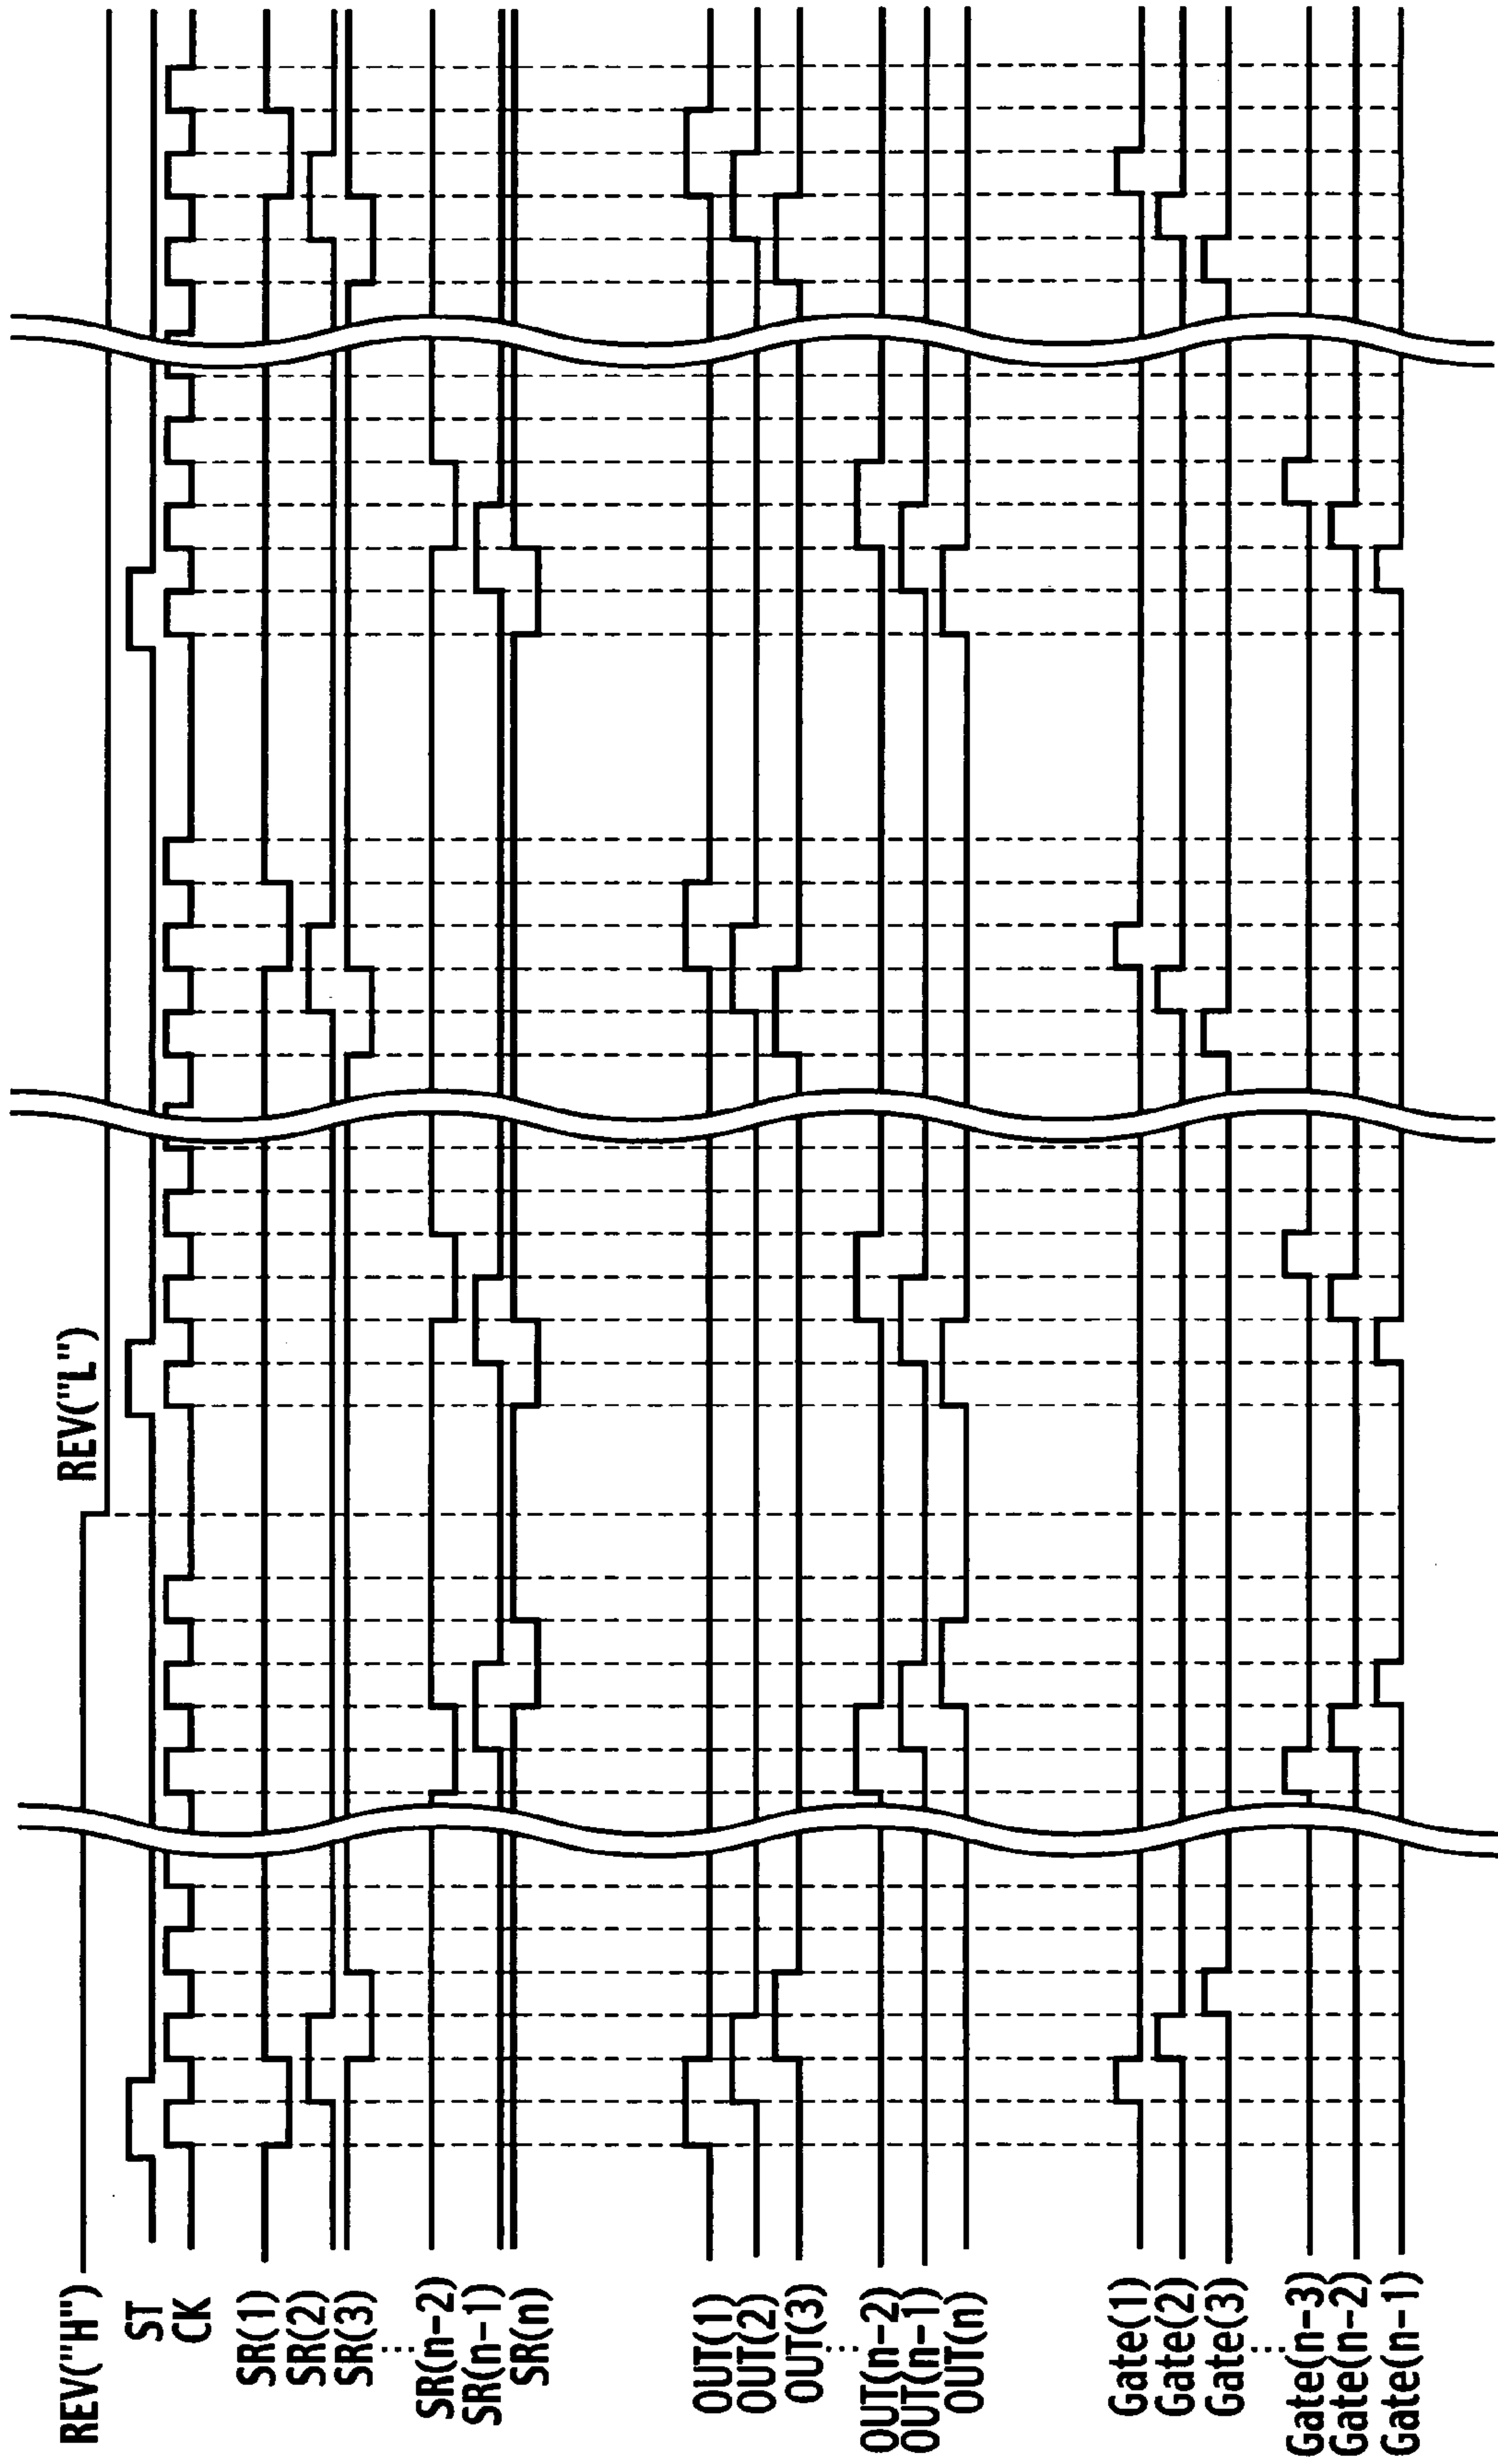 REV("H")
REV("L")
ST
CK
SR(1)
SR(2)
SR(3)
⋮
SR(n-2)
SR(n-1)
SR(n)
OUT(1)
OUT(2)
OUT(3)
⋮
OUT(n-2)
OUT(n-1)
OUT(n)
Gate(1)
Gate(2)
Gate(3)
⋮
Gate(n-3)
Gate(n-2)
Gate(n-1)